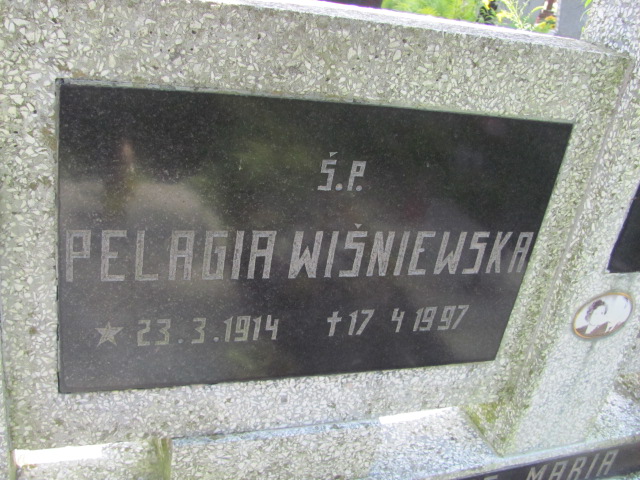 Ś.P.
PELAGIA WIŚNIEWSKA
★ 23.3.1914 ✝ 17 4 1997
MARIA